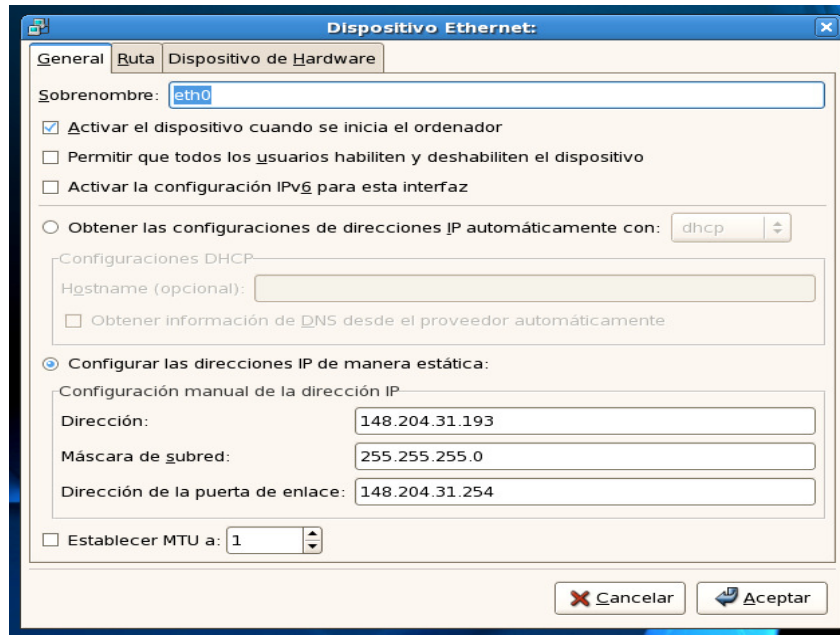 Dispositivo Ethernet:
General Ruta Dispositivo de Hardware
Sobrenombre: eth0
Activar el dispositivo cuando se inicia el ordenador
Permitir que todos los usuarios habiliten y deshabiliten el dispositivo
Activar la configuración IPv6 para esta interfaz
Obtener las configuraciones de direcciones IP automáticamente con: dhcp
Configuraciones DHCP
Hostname (opcional):
Obtener información de DNS desde el proveedor automáticamente
Configurar las direcciones IP de manera estática:
Configuración manual de la dirección IP
Dirección: 148.204.31.193
Máscara de subred: 255.255.255.0
Dirección de la puerta de enlace: 148.204.31.254
Establecer MTU a: 1
Cancelar Aceptar